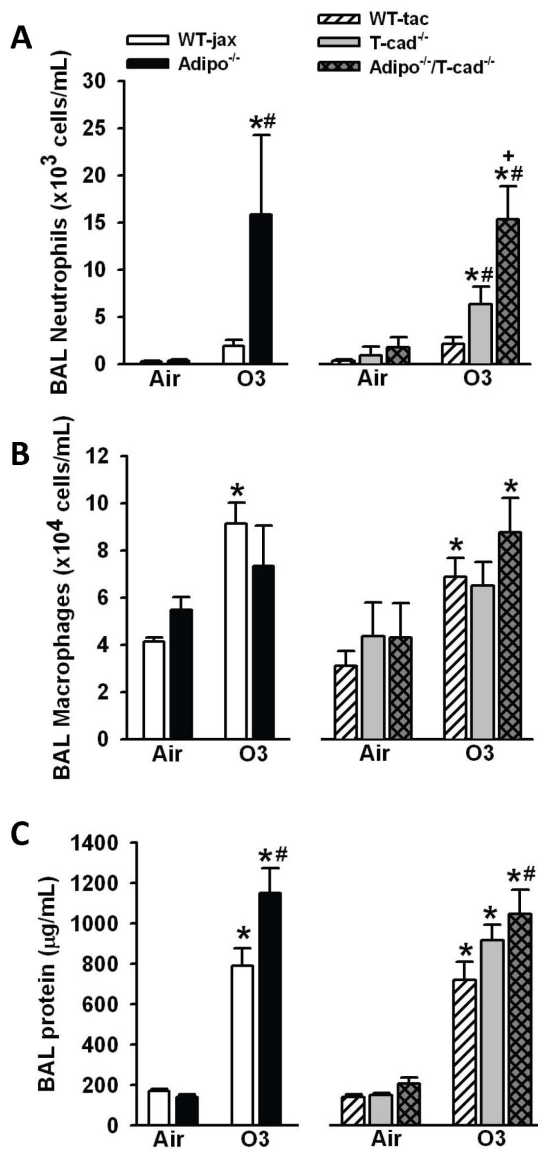 A
WT-jax
Adipo-/-
WT-tac
T-cad-/-
Adipo-/-/T-cad-/-
BAL Neutrophils (x10³ cells/mL)
30
25
20
15
10
5
0
*#
*#
+
*#
Air
O3
Air
O3
B
BAL Macrophages (x10⁴ cells/mL)
12
10
8
6
4
2
0
*
*
*
Air
O3
Air
O3
C
BAL protein (µg/mL)
1400
1200
1000
800
600
400
200
0
*
*#
*
*
*#
Air
O3
Air
O3